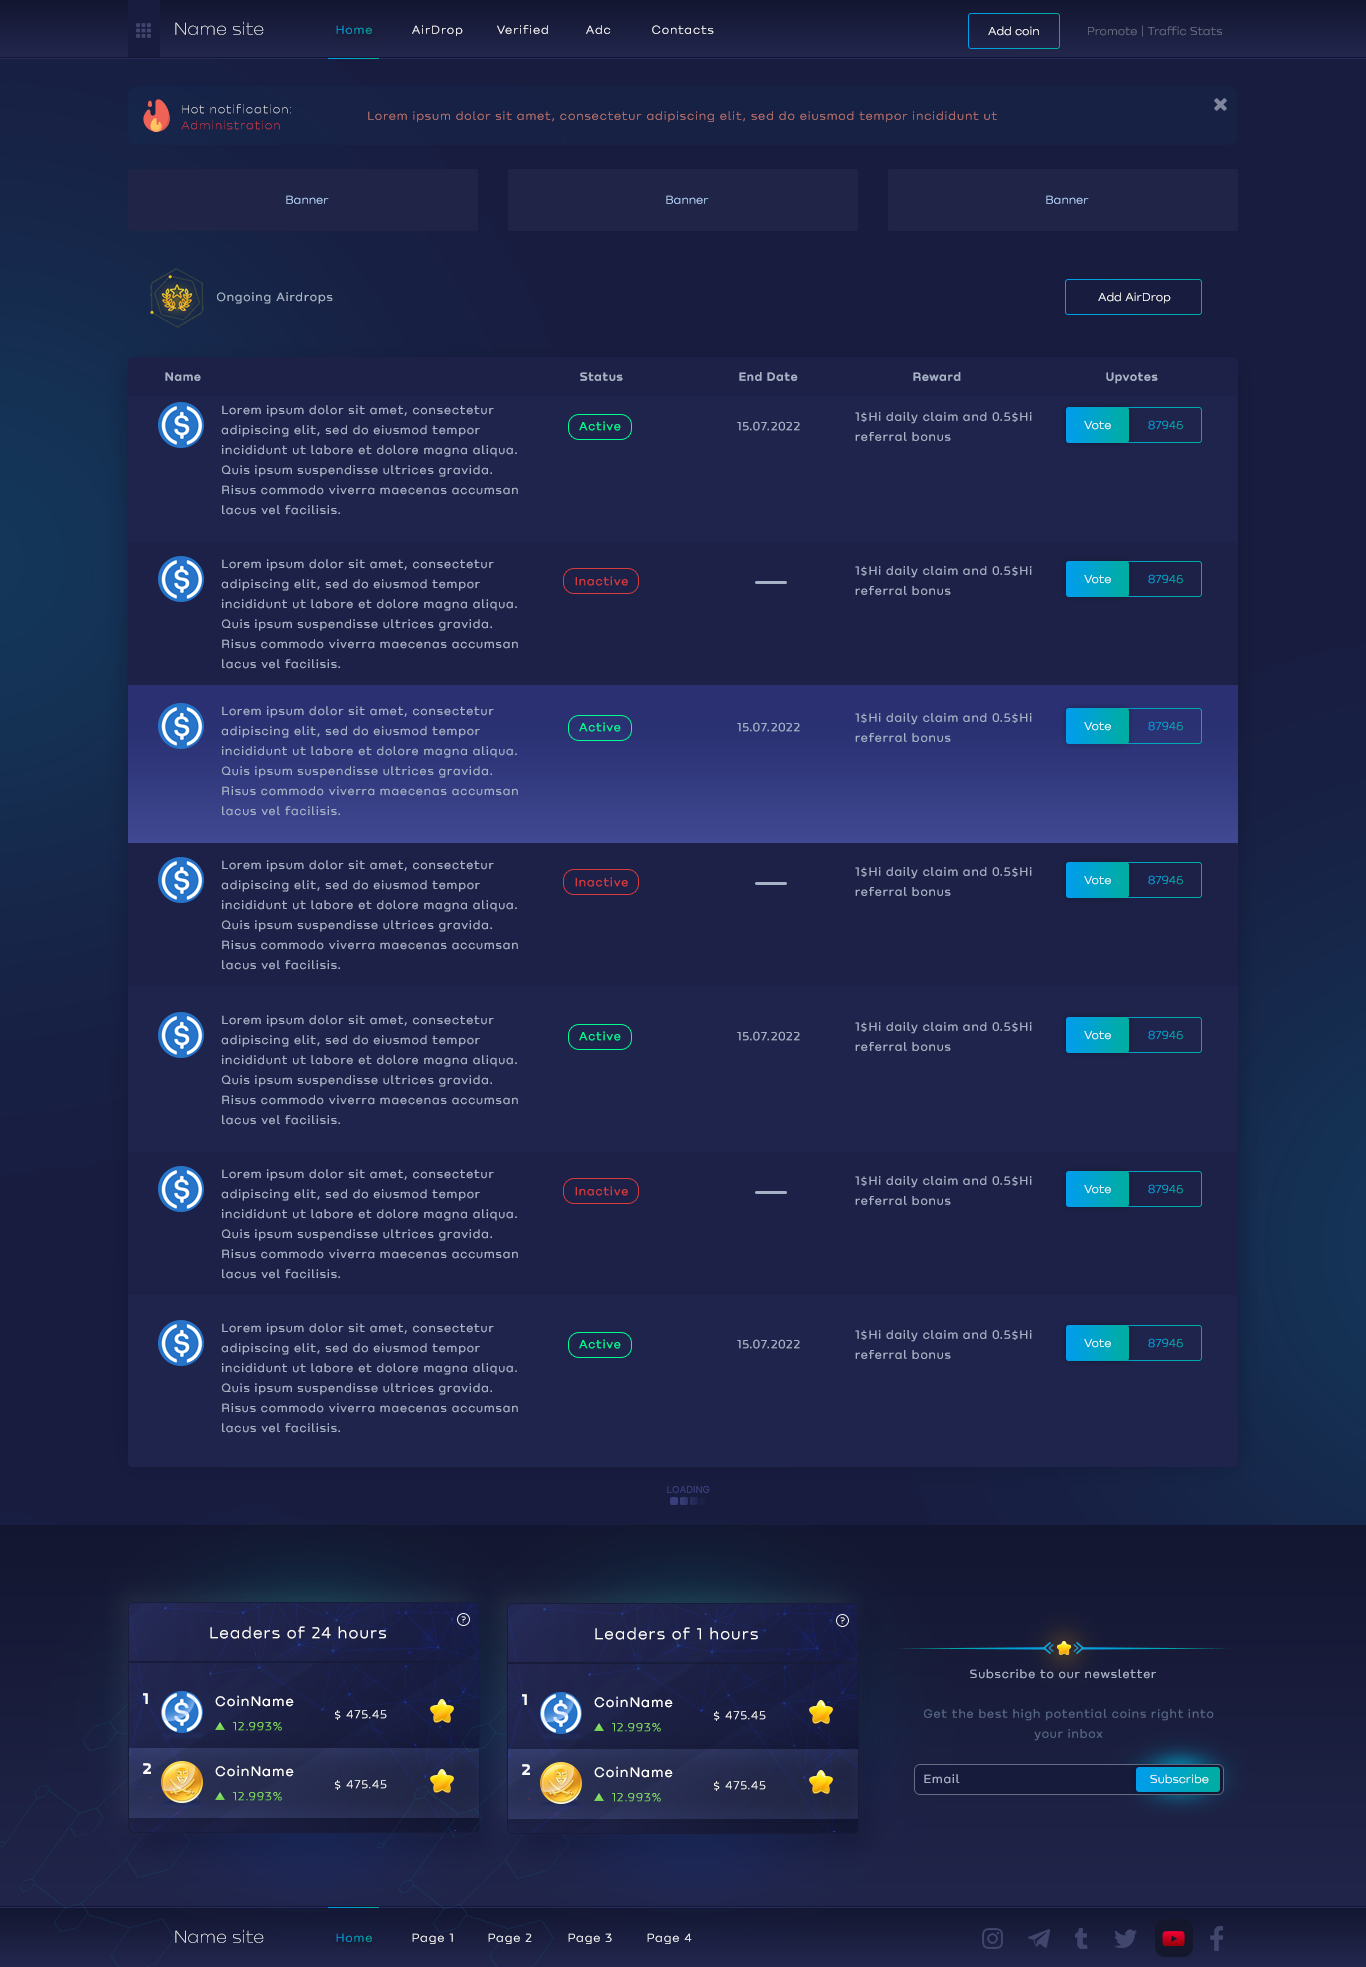 Name site
Home
AirDrop
Verified
Adc
Contacts
Add coin
Promote | Traffic Stats
Hot notification:
Administration
Lorem ipsum dolor sit amet, consectetur adipiscing elit, sed do eiusmod tempor incididunt ut
Banner
Banner
Banner
Ongoing Airdrops
Add AirDrop
Name
Status
End Date
Reward
Upvotes
Lorem ipsum dolor sit amet, consectetur
adipiscing elit, sed do eiusmod tempor
incididunt ut labore et dolore magna aliqua.
Quis ipsum suspendisse ultrices gravida.
Risus commodo viverra maecenas accumsan
lacus vel facilisis.
Active
15.07.2022
1$Hi daily claim and 0.5$Hi
referral bonus
Vote
87946
Lorem ipsum dolor sit amet, consectetur
adipiscing elit, sed do eiusmod tempor
incididunt ut labore et dolore magna aliqua.
Quis ipsum suspendisse ultrices gravida.
Risus commodo viverra maecenas accumsan
lacus vel facilisis.
Inactive
1$Hi daily claim and 0.5$Hi
referral bonus
Vote
87946
Lorem ipsum dolor sit amet, consectetur
adipiscing elit, sed do eiusmod tempor
incididunt ut labore et dolore magna aliqua.
Quis ipsum suspendisse ultrices gravida.
Risus commodo viverra maecenas accumsan
lacus vel facilisis.
Active
15.07.2022
1$Hi daily claim and 0.5$Hi
referral bonus
Vote
87946
Lorem ipsum dolor sit amet, consectetur
adipiscing elit, sed do eiusmod tempor
incididunt ut labore et dolore magna aliqua.
Quis ipsum suspendisse ultrices gravida.
Risus commodo viverra maecenas accumsan
lacus vel facilisis.
Inactive
1$Hi daily claim and 0.5$Hi
referral bonus
Vote
87946
Lorem ipsum dolor sit amet, consectetur
adipiscing elit, sed do eiusmod tempor
incididunt ut labore et dolore magna aliqua.
Quis ipsum suspendisse ultrices gravida.
Risus commodo viverra maecenas accumsan
lacus vel facilisis.
Active
15.07.2022
1$Hi daily claim and 0.5$Hi
referral bonus
Vote
87946
Lorem ipsum dolor sit amet, consectetur
adipiscing elit, sed do eiusmod tempor
incididunt ut labore et dolore magna aliqua.
Quis ipsum suspendisse ultrices gravida.
Risus commodo viverra maecenas accumsan
lacus vel facilisis.
Inactive
1$Hi daily claim and 0.5$Hi
referral bonus
Vote
87946
Lorem ipsum dolor sit amet, consectetur
adipiscing elit, sed do eiusmod tempor
incididunt ut labore et dolore magna aliqua.
Quis ipsum suspendisse ultrices gravida.
Risus commodo viverra maecenas accumsan
lacus vel facilisis.
Active
15.07.2022
1$Hi daily claim and 0.5$Hi
referral bonus
Vote
87946
LOADING
Leaders of 24 hours
1
CoinName
12.993%
$ 475.45
2
CoinName
12.993%
$ 475.45
Leaders of 1 hours
1
CoinName
12.993%
$ 475.45
2
CoinName
12.993%
$ 475.45
Subscribe to our newsletter
Get the best high potential coins right into
your inbox
Email
Subscribe
Name site
Home
Page 1
Page 2
Page 3
Page 4